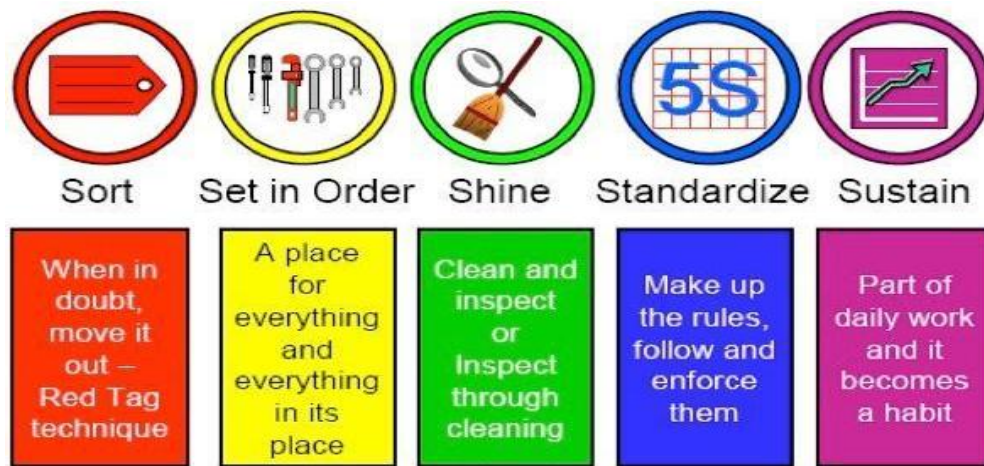 5S
Sort
Set in Order
Shine
Standardize
Sustain
When in
doubt,
move it
out –
Red Tag
technique
A place
for
everything
and
everything
in its
place
Clean and
inspect
or
Inspect
through
cleaning
Make up
the rules,
follow and
enforce
them
Part of
daily work
and it
becomes
a habit